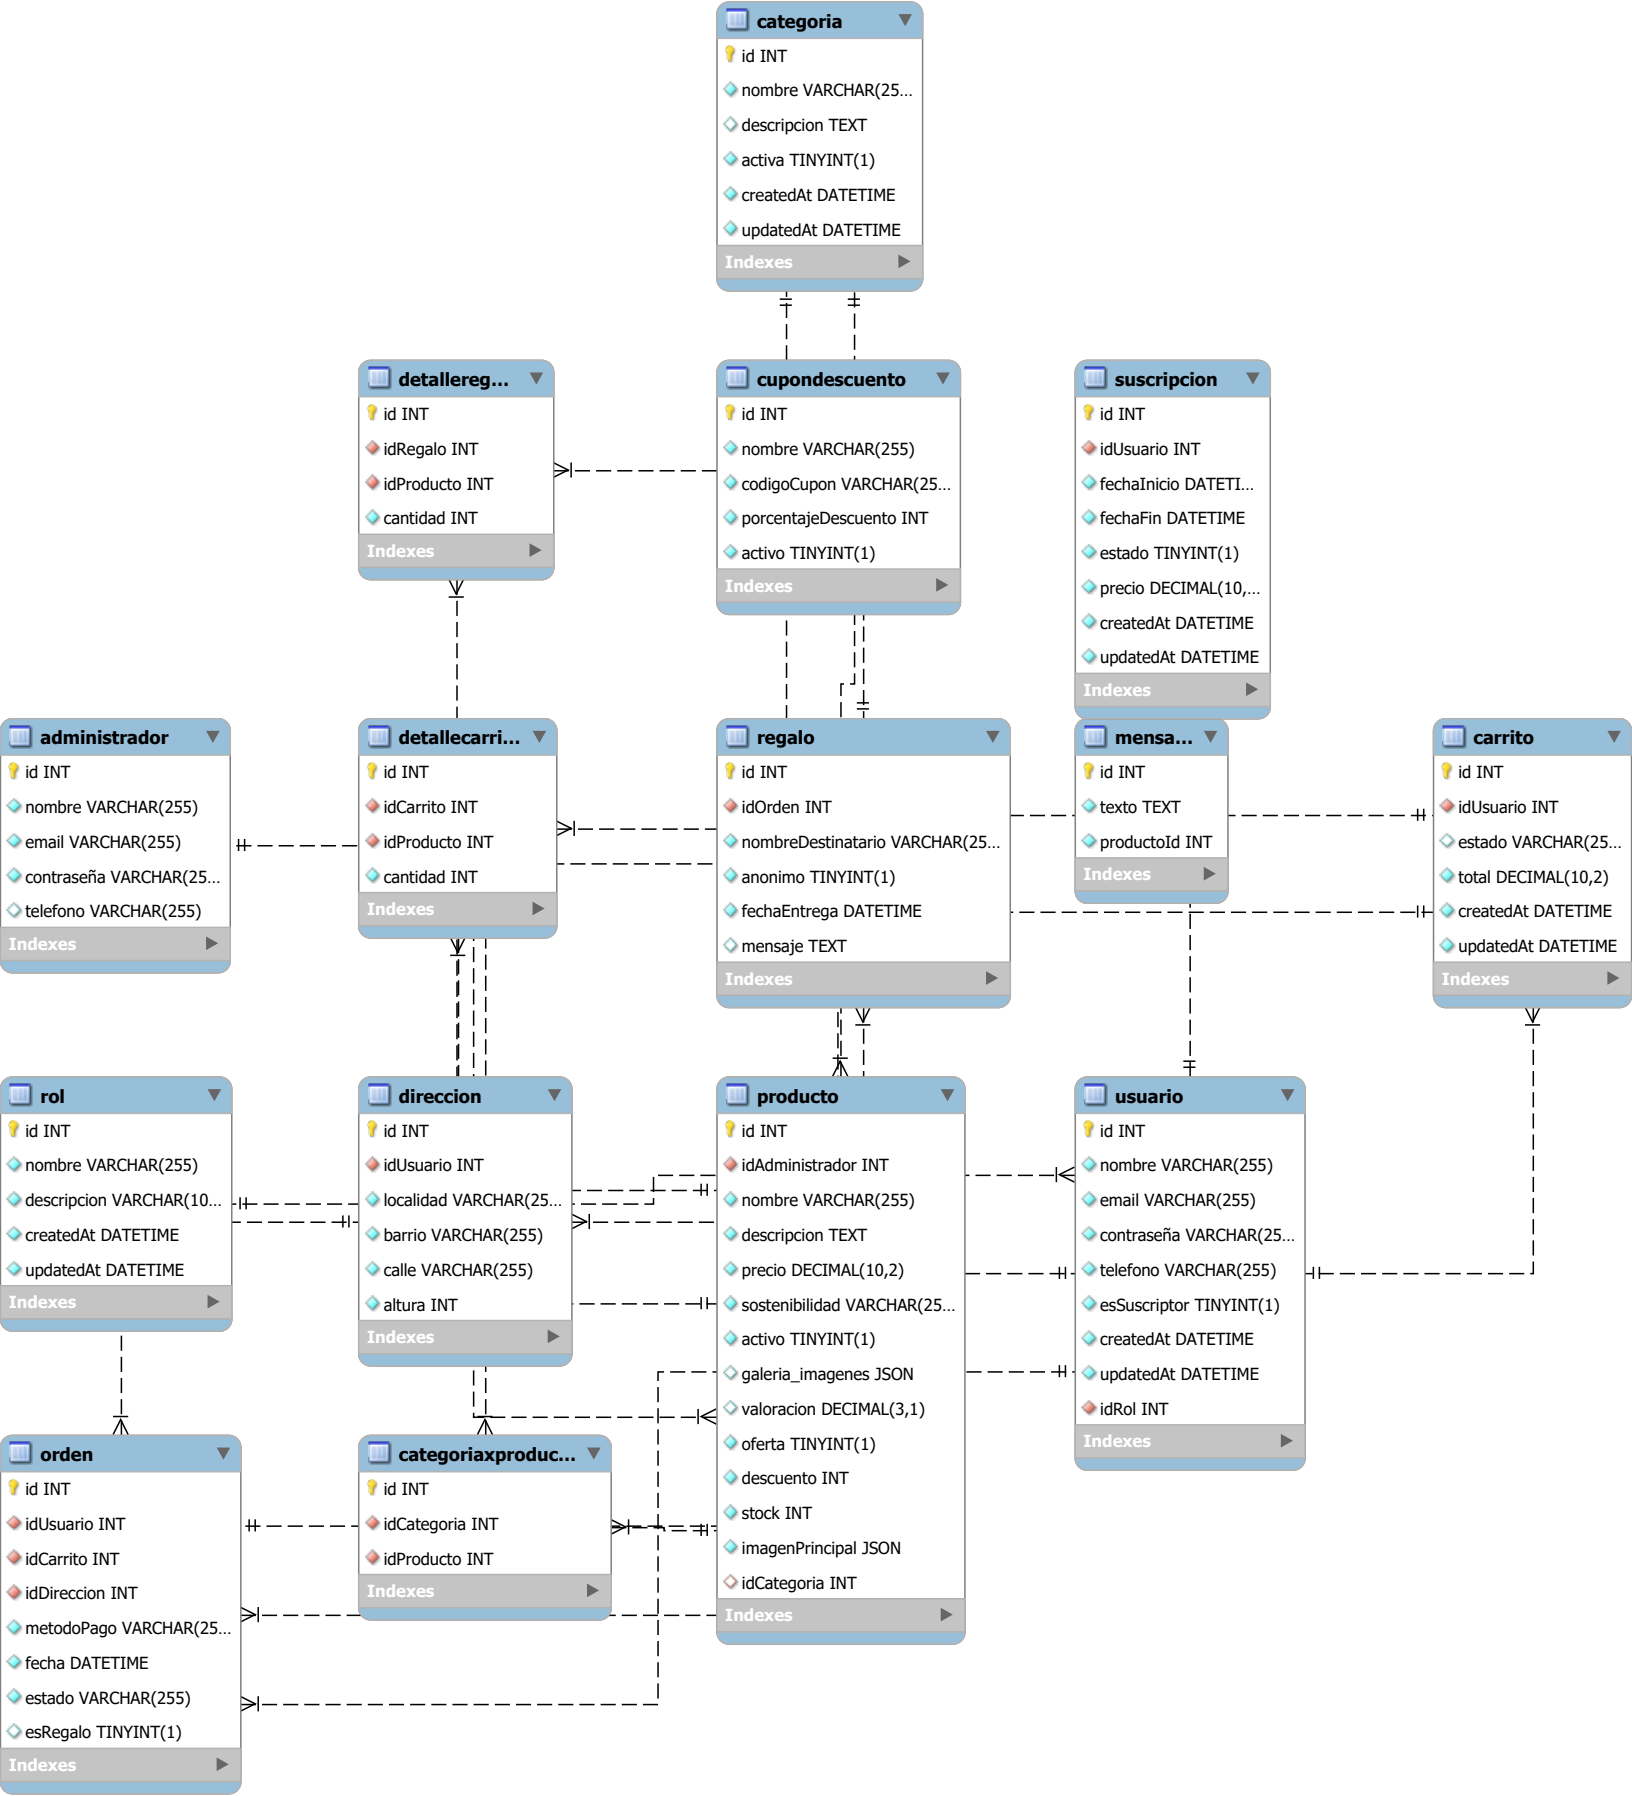 categoria
id INT
nombre VARCHAR(25...
descripcion TEXT
activa TINYINT(1)
createdAt DATETIME
updatedAt DATETIME
Indexes
detallereg...
id INT
idRegalo INT
idProducto INT
cantidad INT
Indexes
cupondescuento
id INT
nombre VARCHAR(255)
codigoCupon VARCHAR(25...
porcentajeDescuento INT
activo TINYINT(1)
Indexes
suscripcion
id INT
idUsuario INT
fechaInicio DATETI...
fechaFin DATETIME
estado TINYINT(1)
precio DECIMAL(10,...
createdAt DATETIME
updatedAt DATETIME
Indexes
administrador
id INT
nombre VARCHAR(255)
email VARCHAR(255)
contraseña VARCHAR(25...
telefono VARCHAR(255)
Indexes
detallecarri...
id INT
idCarrito INT
idProducto INT
cantidad INT
Indexes
regalo
id INT
idOrden INT
nombreDestinatario VARCHAR(25...
anonimo TINYINT(1)
fechaEntrega DATETIME
mensaje TEXT
Indexes
mensa...
id INT
texto TEXT
productoId INT
Indexes
carrito
id INT
idUsuario INT
estado VARCHAR(25...
total DECIMAL(10,2)
createdAt DATETIME
updatedAt DATETIME
Indexes
rol
id INT
nombre VARCHAR(255)
descripcion VARCHAR(10...
createdAt DATETIME
updatedAt DATETIME
Indexes
direccion
id INT
idUsuario INT
localidad VARCHAR(25...
barrio VARCHAR(255)
calle VARCHAR(255)
altura INT
Indexes
producto
id INT
idAdministrador INT
nombre VARCHAR(255)
descripcion TEXT
precio DECIMAL(10,2)
sostenibilidad VARCHAR(25...
activo TINYINT(1)
galeria_imagenes JSON
valoracion DECIMAL(3,1)
oferta TINYINT(1)
descuento INT
stock INT
imagenPrincipal JSON
idCategoria INT
Indexes
usuario
id INT
nombre VARCHAR(255)
email VARCHAR(255)
contraseña VARCHAR(25...
telefono VARCHAR(255)
esSuscriptor TINYINT(1)
createdAt DATETIME
updatedAt DATETIME
idRol INT
Indexes
orden
id INT
idUsuario INT
idCarrito INT
idDireccion INT
metodoPago VARCHAR(25...
fecha DATETIME
estado VARCHAR(255)
esRegalo TINYINT(1)
Indexes
categoriaxproduc...
id INT
idCategoria INT
idProducto INT
Indexes